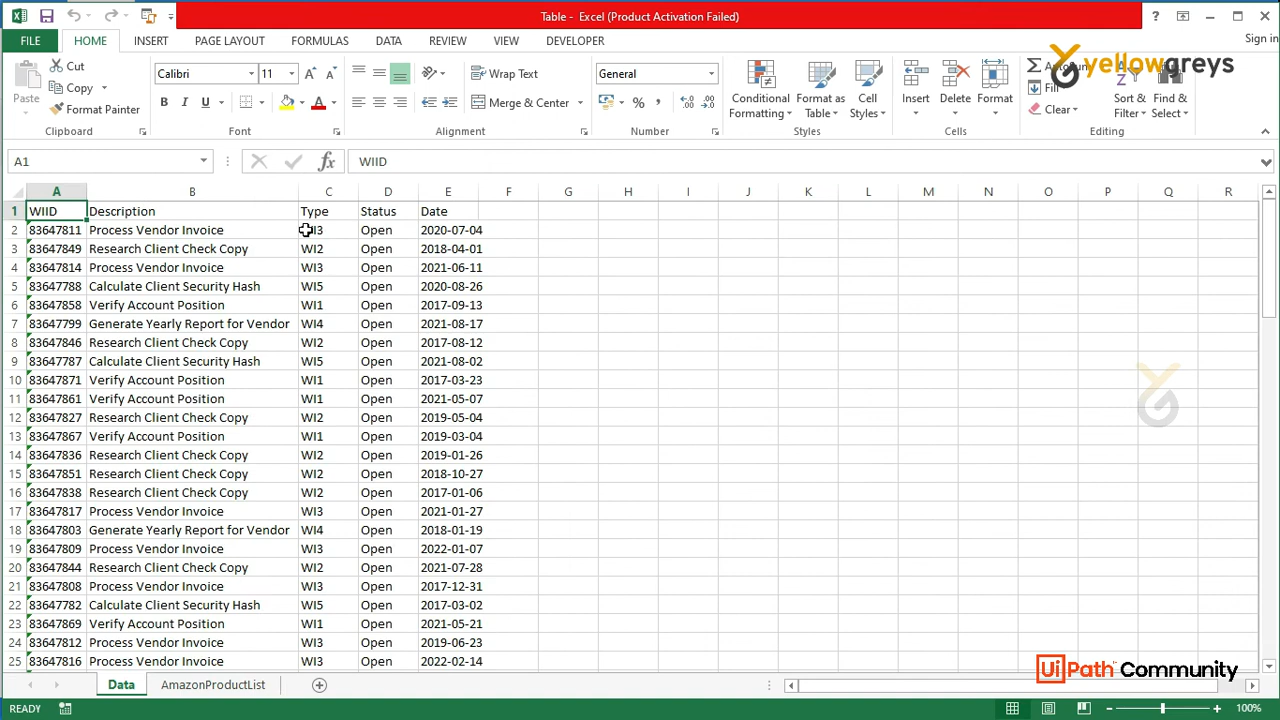 Table - Excel (Product Activation Failed)
?
FILE HOME INSERT PAGE LAYOUT FORMULAS DATA REVIEW VIEW DEVELOPER Sign in
yellowgreys
Paste
Cut
Copy
Format Painter
Clipboard
Calibri 11
B I U
Font
Wrap Text
Merge & Center
Alignment
General
% ,
Number
Conditional Formatting
Format as Table
Cell Styles
Styles
Insert Delete Format
Cells
Fill
Clear
Sort & Filter
Find & Select
Editing
A1 fx WIID
A B C D E F G H I J K L M N O P Q R
1 WIID Description Type Status Date
2 83647811 Process Vendor Invoice WI3 Open 2020-07-04
3 83647849 Research Client Check Copy WI2 Open 2018-04-01
4 83647814 Process Vendor Invoice WI3 Open 2021-06-11
5 83647788 Calculate Client Security Hash WI5 Open 2020-08-26
6 83647858 Verify Account Position WI1 Open 2017-09-13
7 83647799 Generate Yearly Report for Vendor WI4 Open 2021-08-17
8 83647846 Research Client Check Copy WI2 Open 2017-08-12
9 83647787 Calculate Client Security Hash WI5 Open 2021-08-02
10 83647871 Verify Account Position WI1 Open 2017-03-23
11 83647861 Verify Account Position WI1 Open 2021-05-07
12 83647827 Research Client Check Copy WI2 Open 2019-05-04
13 83647867 Verify Account Position WI1 Open 2019-03-04
14 83647836 Research Client Check Copy WI2 Open 2019-01-26
15 83647851 Research Client Check Copy WI2 Open 2018-10-27
16 83647838 Research Client Check Copy WI2 Open 2017-01-06
17 83647817 Process Vendor Invoice WI3 Open 2021-01-27
18 83647803 Generate Yearly Report for Vendor WI4 Open 2018-01-19
19 83647809 Process Vendor Invoice WI3 Open 2022-01-07
20 83647844 Research Client Check Copy WI2 Open 2021-07-28
21 83647808 Process Vendor Invoice WI3 Open 2017-12-31
22 83647782 Calculate Client Security Hash WI5 Open 2017-03-02
23 83647869 Verify Account Position WI1 Open 2021-05-21
24 83647812 Process Vendor Invoice WI3 Open 2019-06-23
25 83647816 Process Vendor Invoice WI3 Open 2022-02-14
UiPath Community
Data AmazonProductList
READY 100%